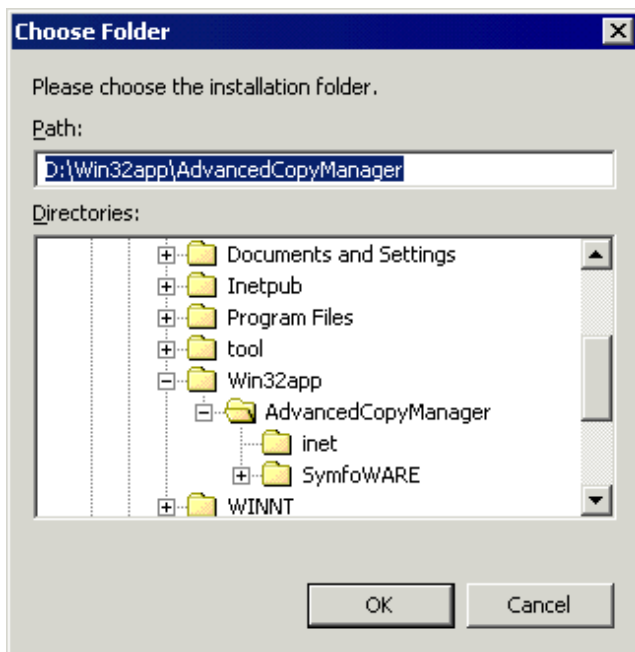 Choose Folder
Please choose the installation folder.
Path:
D:\Win32app\AdvancedCopyManager
Directories:
Documents and Settings
Inetpub
Program Files
tool
Win32app
AdvancedCopyManager
inet
SymfoWARE
WINNT
OK Cancel